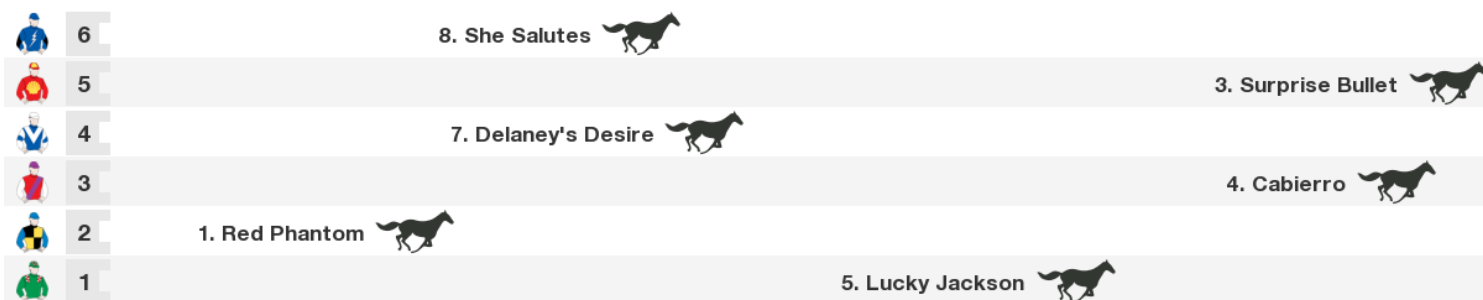 6 8. She Salutes
5 3. Surprise Bullet
4 7. Delaney's Desire
3 4. Cabierro
2 1. Red Phantom
1 5. Lucky Jackson